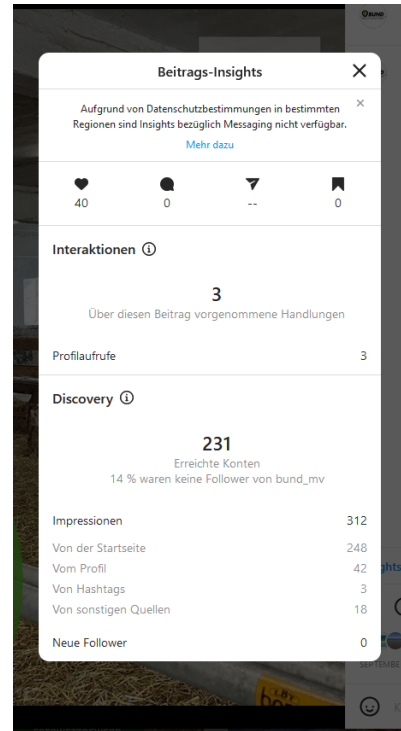 BUND
Beitrags-Insights
Aufgrund von Datenschutzbestimmungen in bestimmten
Regionen sind Insights bezüglich Messaging nicht verfügbar.
Mehr dazu
40 0 -- 0
Interaktionen
3
Über diesen Beitrag vorgenommene Handlungen
Profilaufrufe 3
Discovery
231
Erreichte Konten
14 % waren keine Follower von bund_mv
Impressionen 312
Von der Startseite 248
Vom Profil 42
Von Hashtags 3
Von sonstigen Quellen 18
Neue Follower 0
ghts
SEPTEMBE
K